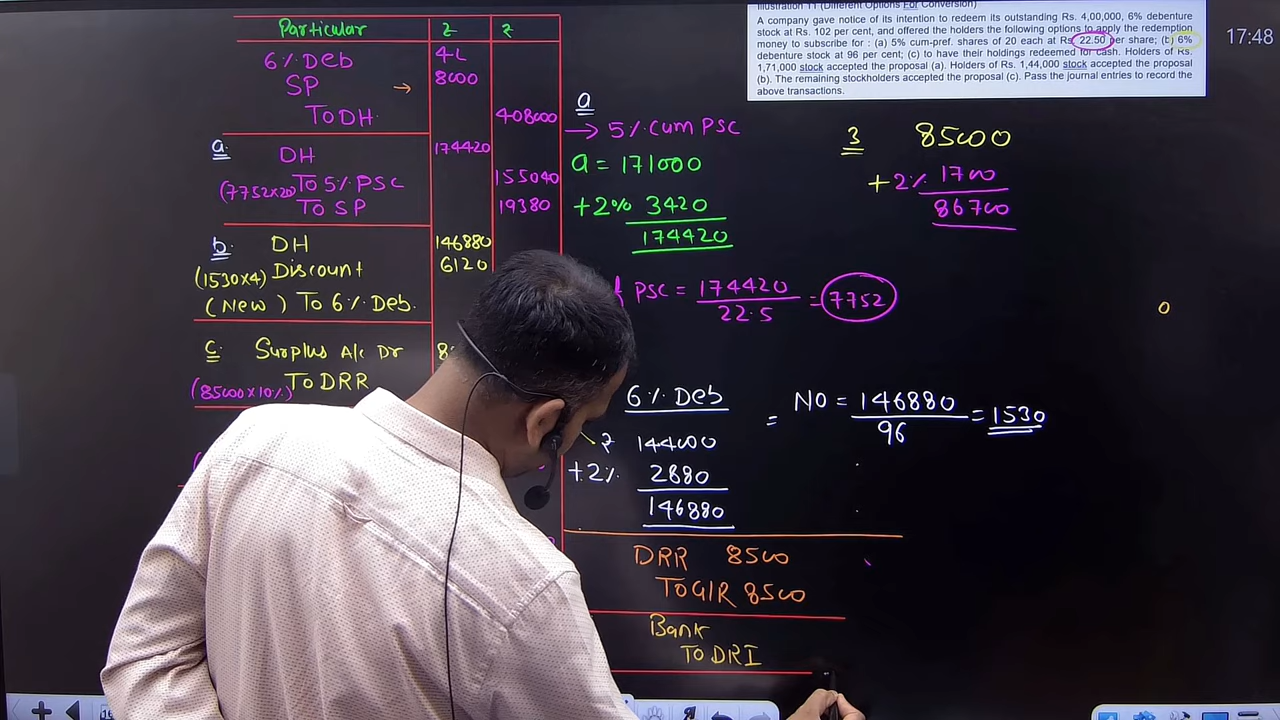 Particular ₹ ₹
6% Deb 4L
SP → 8000
To DH 408000
a. DH 174420
(7752x20) To 5% PSC 155040
To SP 19380
b. DH 146880
(1530x4) Discount 6120
(New) To 6% Deb.
c. Surplus A/c Dr
(85000x10%) To DRR
a
→ 5% Cum PSC
a = 171000
+2% 3420
174420
PSC = 174420 / 22.5 = 7752
6% Deb
₹ 144000
+2% 2880
146880
NO = 146880 / 96 = 1530
DRR 8500
To G/R 8500
Bank
To DRI
3 85000
+2% 1700
86700
Illustration 11 (Different Options For Conversion)
A company gave notice of its intention to redeem its outstanding Rs. 4,00,000, 6% debenture
stock at Rs. 102 per cent, and offered the holders the following options to apply the redemption
money to subscribe for : (a) 5% cum-pref. shares of 20 each at Rs. 22.50 per share; (b) 6%
debenture stock at 96 per cent; (c) to have their holdings redeemed for cash. Holders of Rs.
1,71,000 stock accepted the proposal (a). Holders of Rs. 1,44,000 stock accepted the proposal
(b). The remaining stockholders accepted the proposal (c). Pass the journal entries to record the
above transactions.
17:48